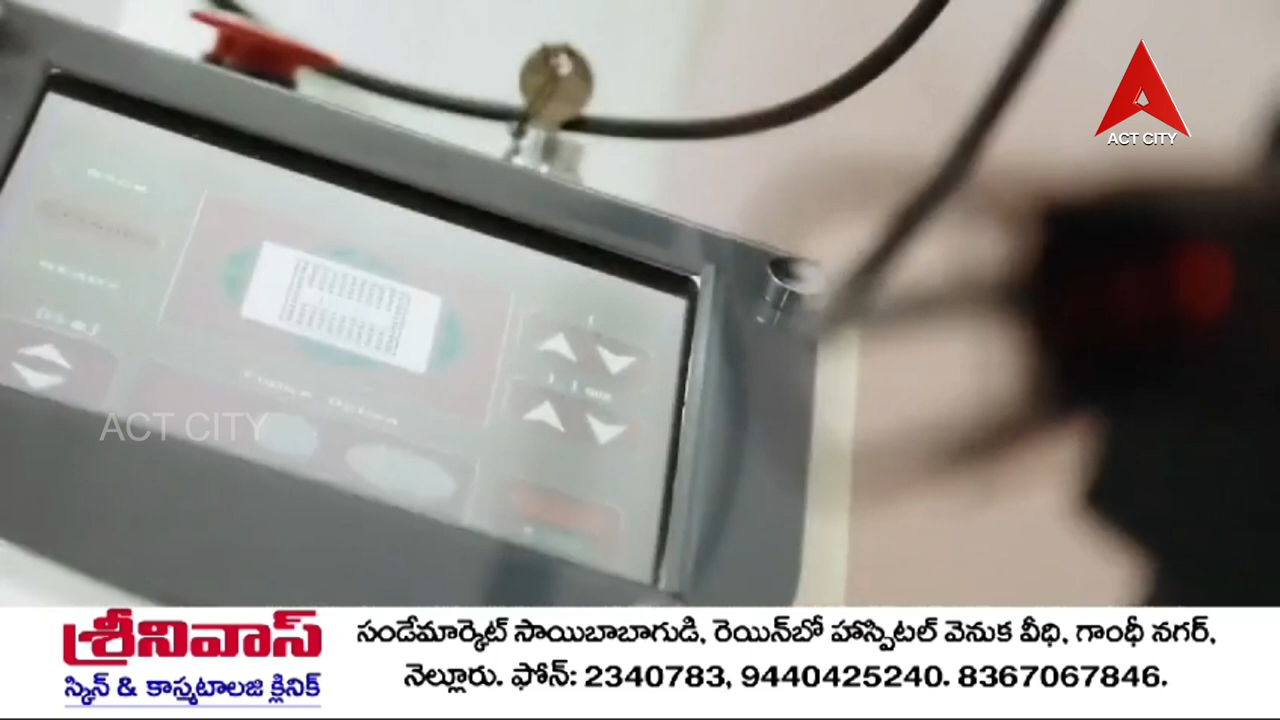 ACT CITY
ACT CITY
శ్రీనివాస్
స్కిన్ & కాస్మటాలజి క్లినిక్
సండేమార్కెట్ సాయిబాబాగుడి, రెయిన్‌బో హాస్పిటల్ వెనుక వీధి, గాంధీ నగర్,
నెల్లూరు. ఫోన్: 2340783, 9440425240. 8367067846.